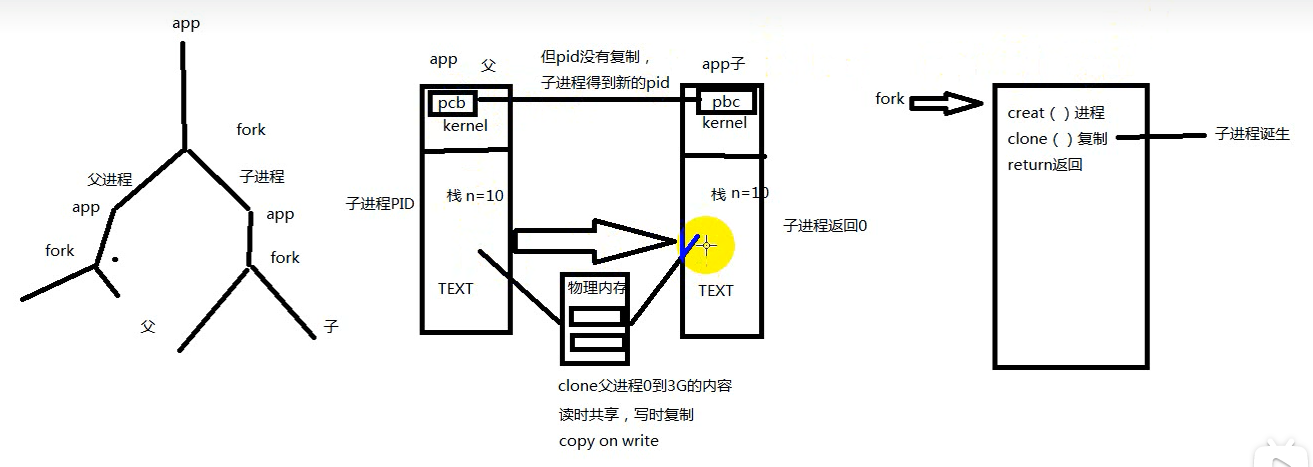 app
fork
父进程
子进程
app
app
fork
fork
父
子
app
父
但pid没有复制，
子进程得到新的pid
app子
pcb
kernel
pbc
kernel
子进程PID
栈 n=10
栈 n=10
子进程返回0
TEXT
物理内存
TEXT
clone父进程0到3G的内容
读时共享，写时复制
copy on write
fork
creat（）进程
clone（）复制
return返回
子进程诞生